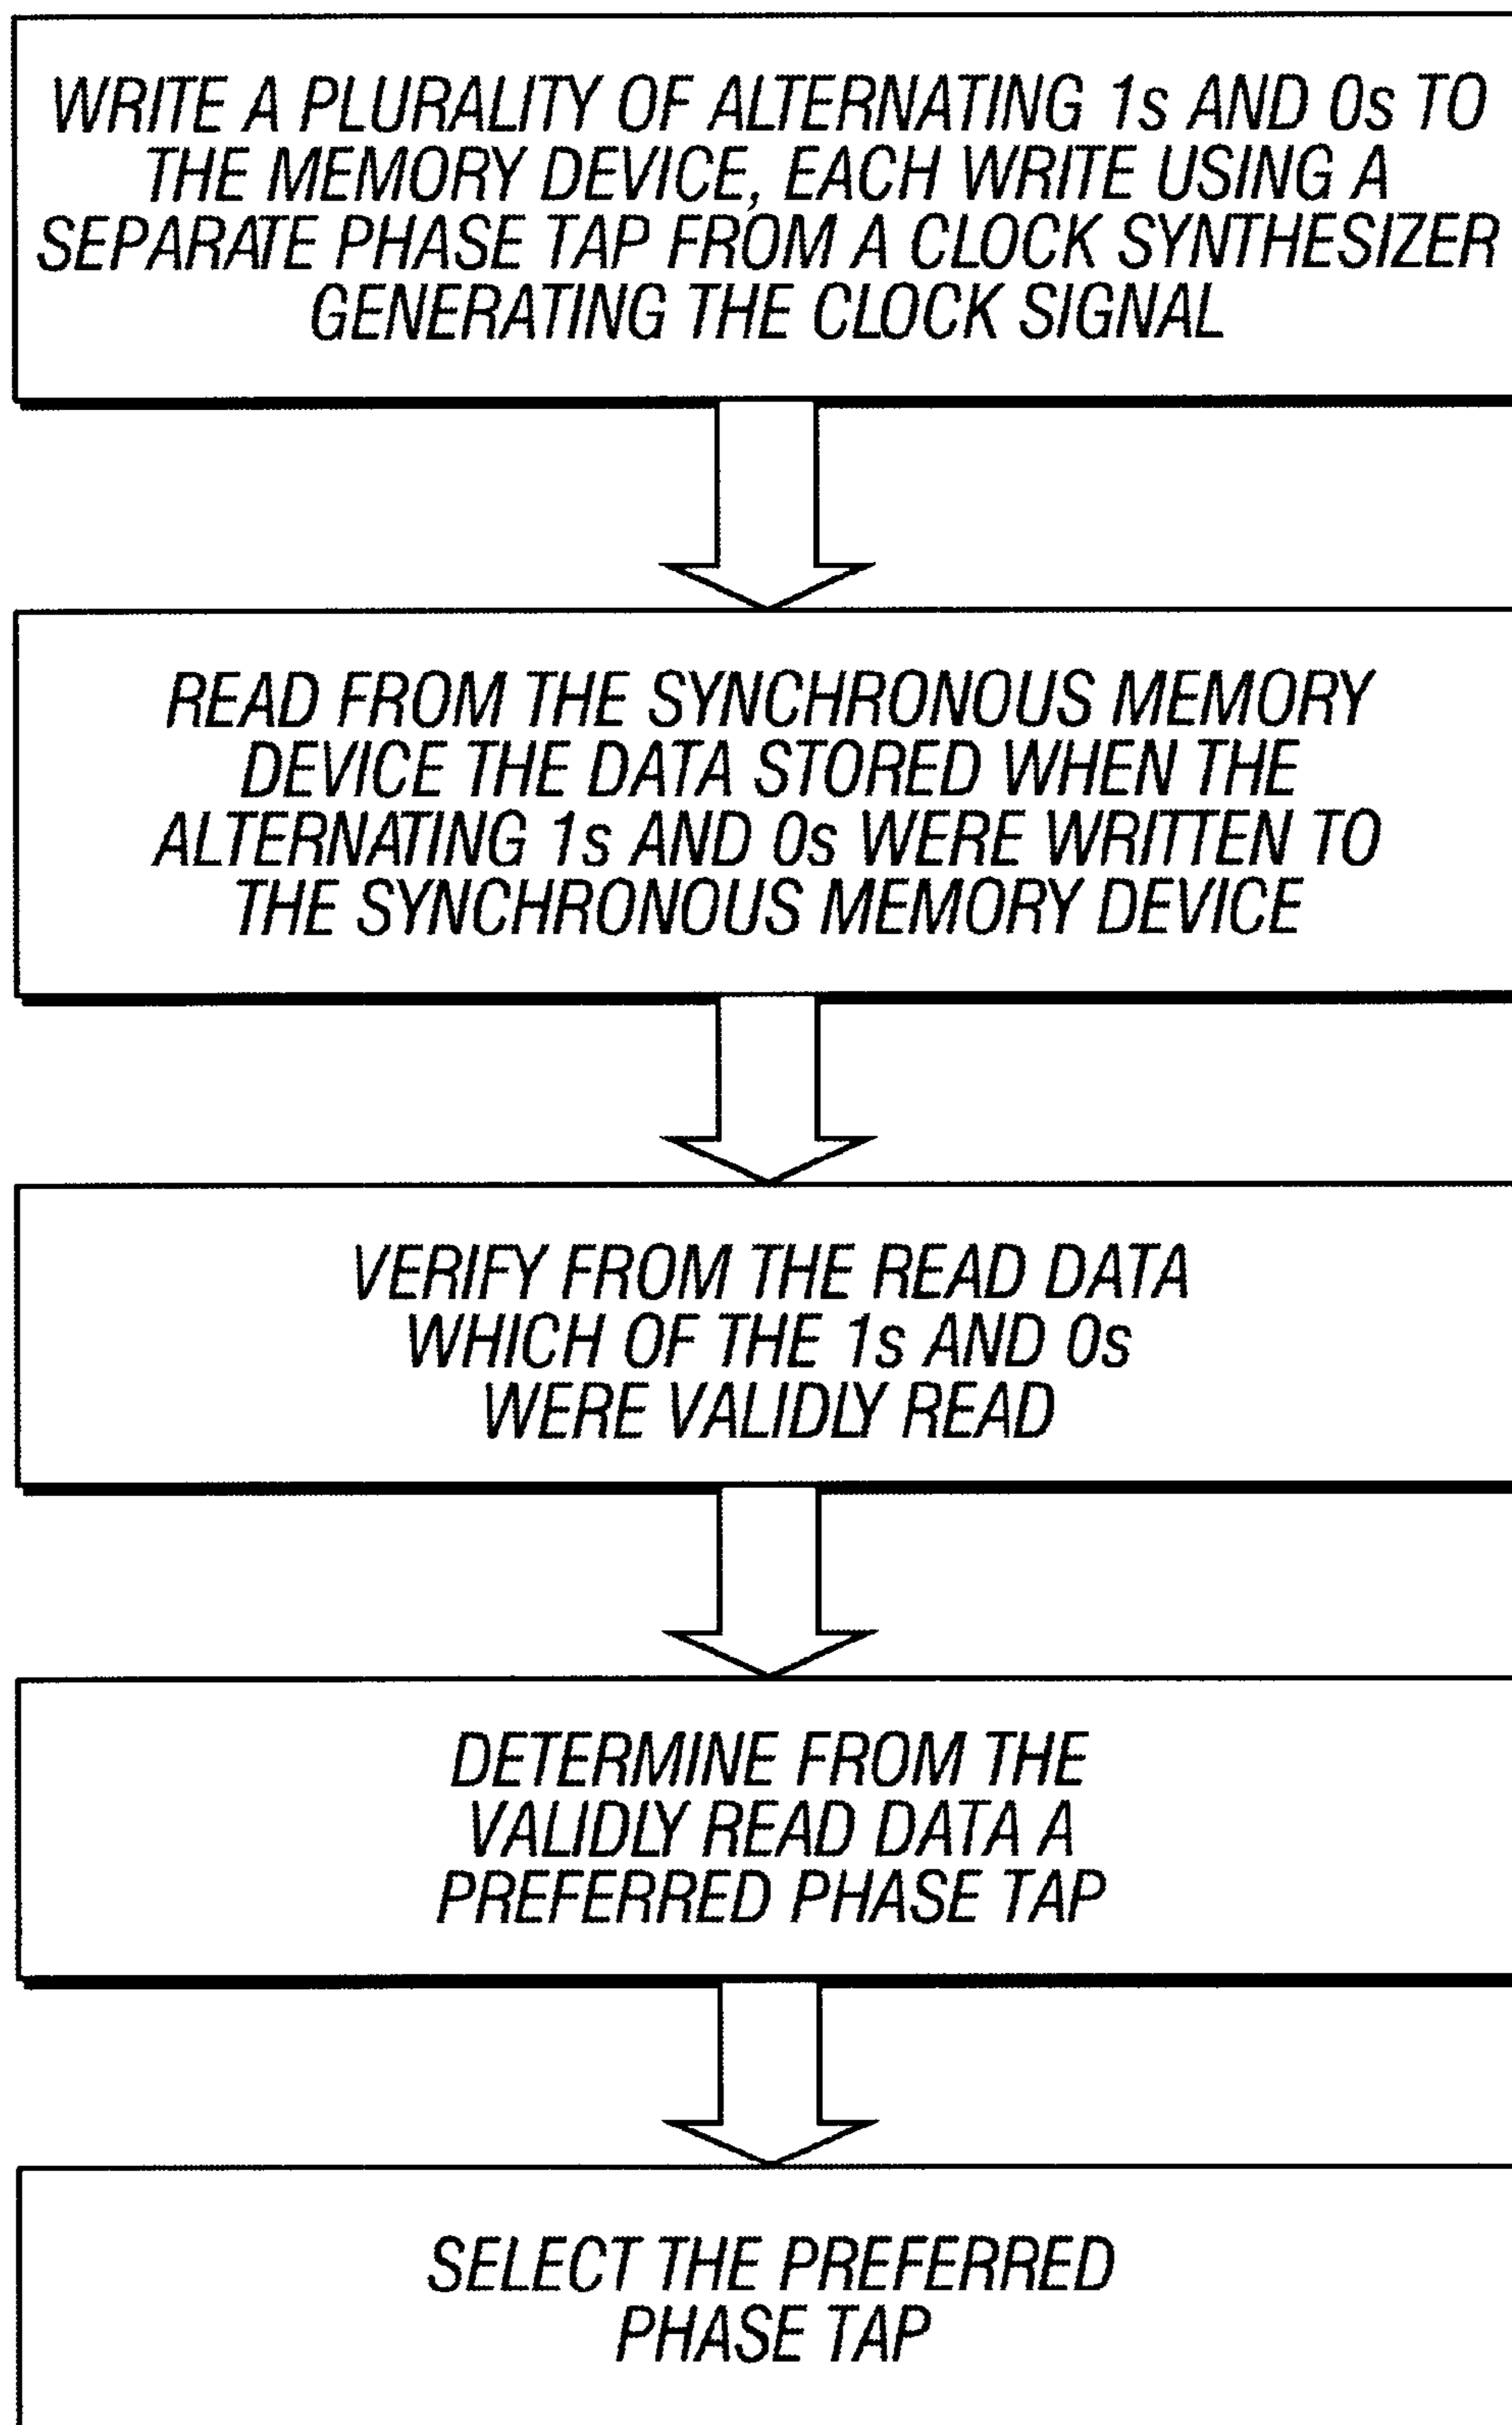 WRITE A PLURALITY OF ALTERNATING 1s AND 0s TO
THE MEMORY DEVICE, EACH WRITE USING A
SEPARATE PHASE TAP FROM A CLOCK SYNTHESIZER
GENERATING THE CLOCK SIGNAL
READ FROM THE SYNCHRONOUS MEMORY
DEVICE THE DATA STORED WHEN THE
ALTERNATING 1s AND 0s WERE WRITTEN TO
THE SYNCHRONOUS MEMORY DEVICE
VERIFY FROM THE READ DATA
WHICH OF THE 1s AND 0s
WERE VALIDLY READ
DETERMINE FROM THE
VALIDLY READ DATA A
PREFERRED PHASE TAP
SELECT THE PREFERRED
PHASE TAP